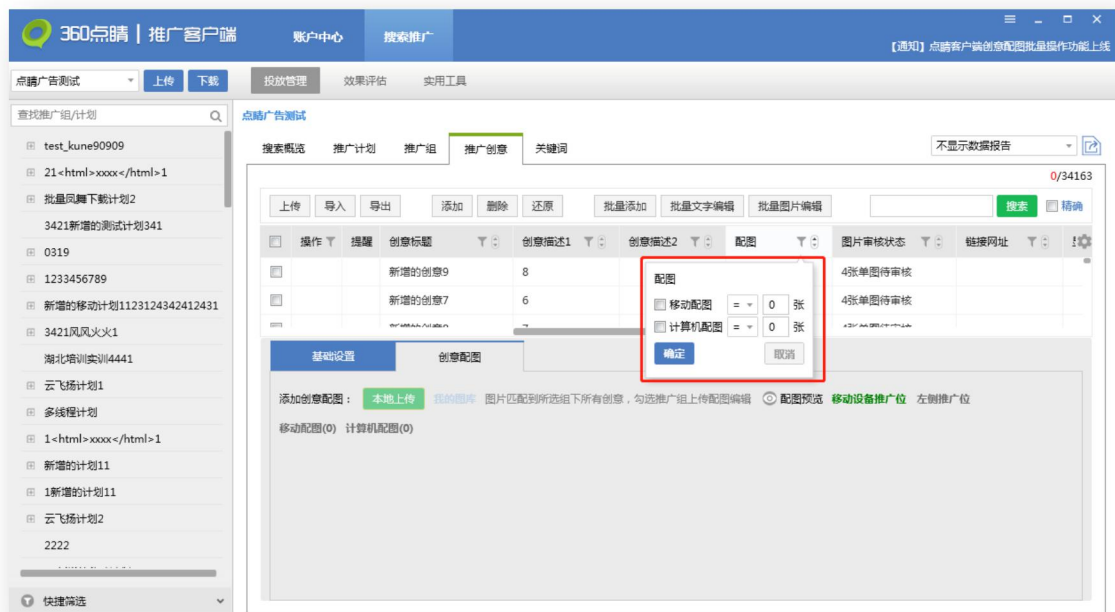 360点睛 | 推广客户端
账户中心 搜索推广
【通知】点睛客户端创意配图批量操作功能上线
点睛广告测试 上传 下载 投放管理 效果评估 实用工具
查找推广组/计划
test_kune90909
21<html>xxxx</html>1
批量凤舞下载计划2
3421新增的测试计划341
0319
1233456789
新增的移动计划1123124342412431
3421风风火火1
湖北培训实训4441
云飞扬计划1
多线程计划
1<html>xxxx</html>1
新增的计划11
1新增的计划11
云飞扬计划2
2222
快捷筛选
点睛广告测试
搜索概览 推广计划 推广组 推广创意 关键词 不显示数据报告
0/34163
上传 导入 导出 添加 删除 还原 批量添加 批量文字编辑 批量图片编辑 搜索 精确
操作 提醒 创意标题 创意描述1 创意描述2 配图 图片审核状态 链接网址
新增的创意9 8 4张单图待审核
新增的创意7 6 4张单图待审核
配图
移动配图 = 0 张
计算机配图 = 0 张
确定 取消
基础设置 创意配图
添加创意配图： 本地上传 我的图库 图片匹配到所选组下所有创意，勾选推广组上传配图编辑 配图预览 移动设备推广位 左侧推广位
移动配图(0) 计算机配图(0)